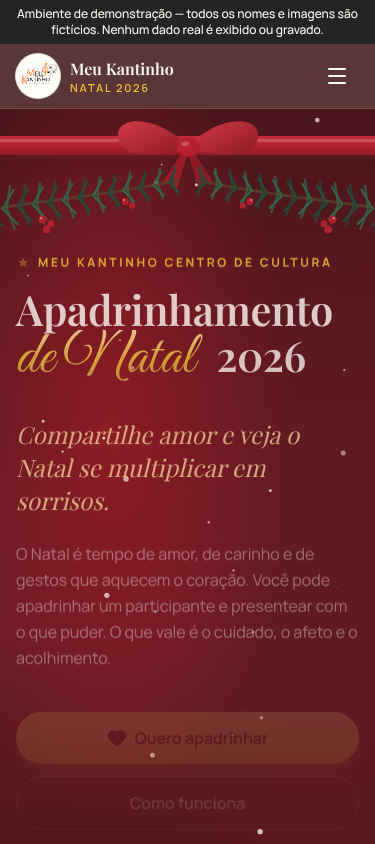 Ambiente de demonstração — todos os nomes e imagens são
fictícios. Nenhum dado real é exibido ou gravado.
Meu Kantinho
NATAL 2026
MEU KANTINHO CENTRO DE CULTURA
Apadrinhamento
de Natal 2026
Compartilhe amor e veja o
Natal se multiplicar em
sorrisos.
O Natal é tempo de amor, de carinho e de
gestos que aquecem o coração. Você pode
apadrinhar um participante e presentear com
o que puder. O que vale é o cuidado, o afeto e o
acolhimento.
Quero apadrinhar
Como funciona